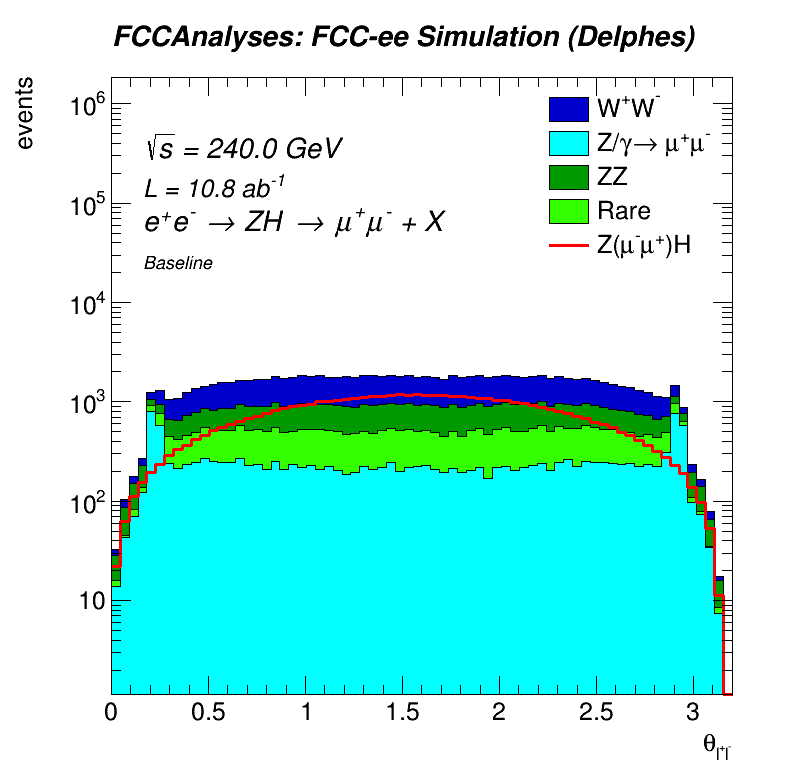 FCCAnalyses: FCC-ee Simulation (Delphes)
events
10⁶
10⁵
10⁴
10³
10²
10
√s = 240.0 GeV
L = 10.8 ab⁻¹
e⁺e⁻ → ZH → μ⁺μ⁻ + X
Baseline
W⁺W⁻
Z/γ→ μ⁺μ⁻
ZZ
Rare
Z(μ⁻μ⁺)H
0 0.5 1 1.5 2 2.5 3
θ_l⁺l⁻